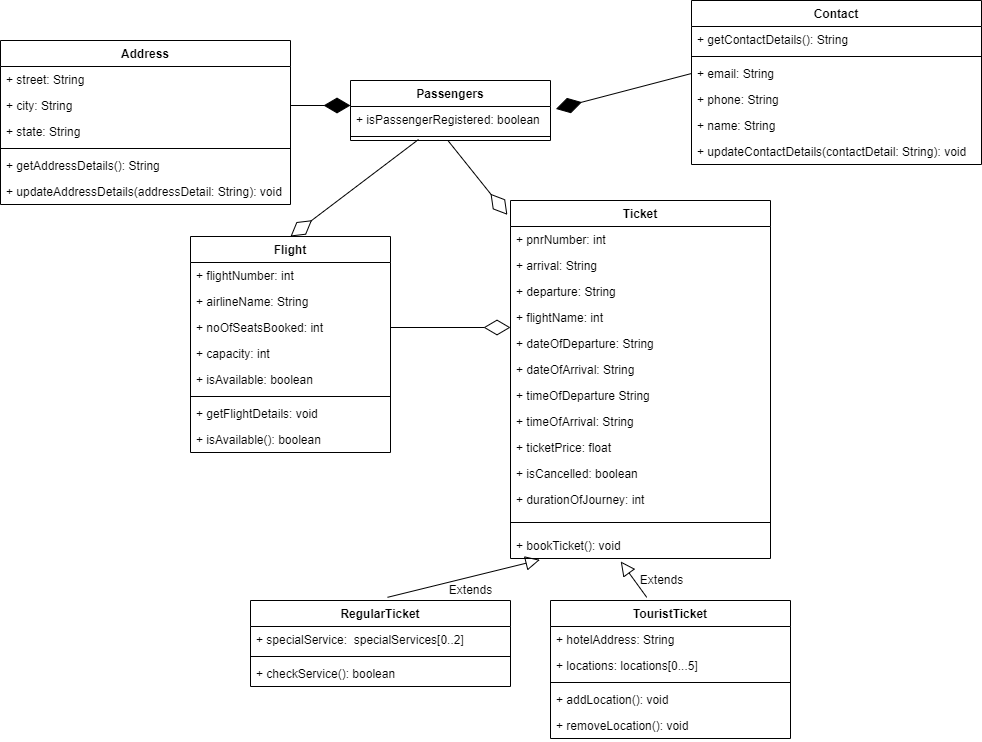 Contact
+ getContactDetails(): String
+ email: String
+ phone: String
+ name: String
+ updateContactDetails(contactDetail: String): void
Address
+ street: String
+ city: String
+ state: String
+ getAddressDetails(): String
+ updateAddressDetails(addressDetail: String): void
Passengers
+ isPassengerRegistered: boolean
Flight
+ flightNumber: int
+ airlineName: String
+ noOfSeatsBooked: int
+ capacity: int
+ isAvailable: boolean
+ getFlightDetails: void
+ isAvailable(): boolean
Ticket
+ pnrNumber: int
+ arrival: String
+ departure: String
+ flightName: int
+ dateOfDeparture: String
+ dateOfArrival: String
+ timeOfDeparture String
+ timeOfArrival: String
+ ticketPrice: float
+ isCancelled: boolean
+ durationOfJourney: int
+ bookTicket(): void
Extends
Extends
RegularTicket
+ specialService:  specialServices[0..2]
+ checkService(): boolean
TouristTicket
+ hotelAddress: String
+ locations: locations[0...5]
+ addLocation(): void
+ removeLocation(): void